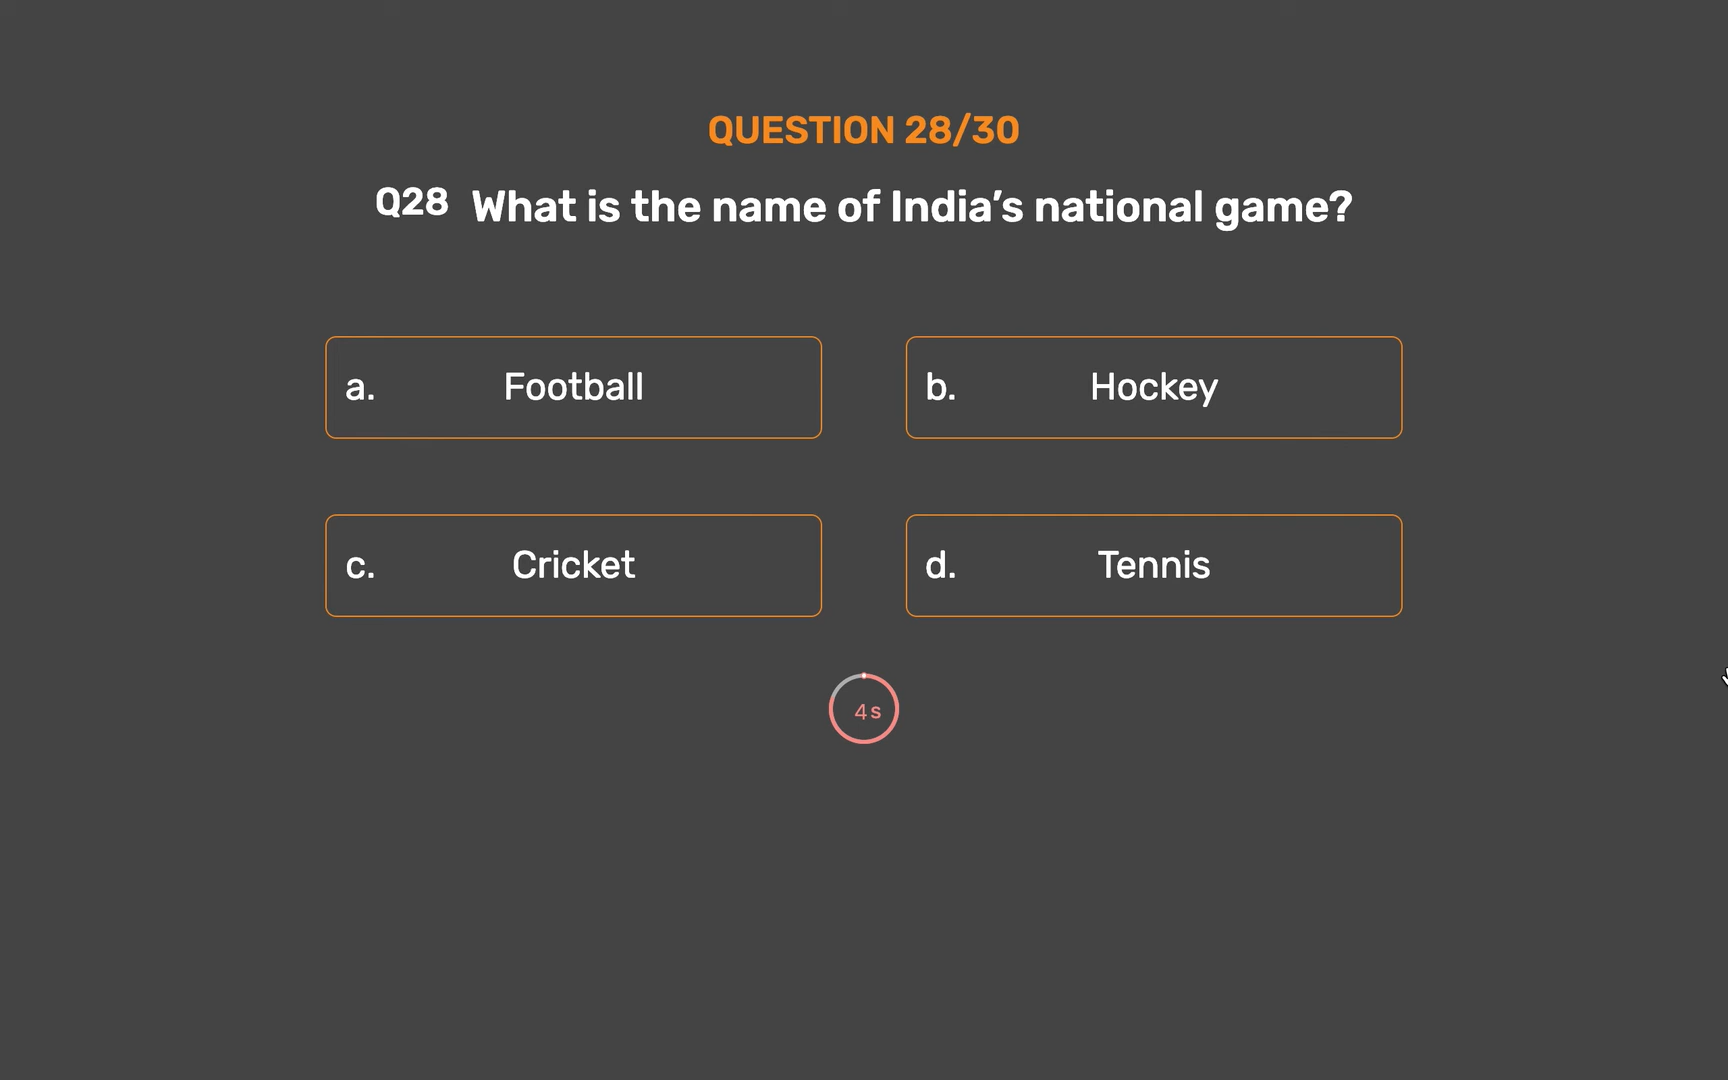 QUESTION 28/30
Q28 What is the name of India’s national game?
a. Football
b. Hockey
c. Cricket
d. Tennis
4s